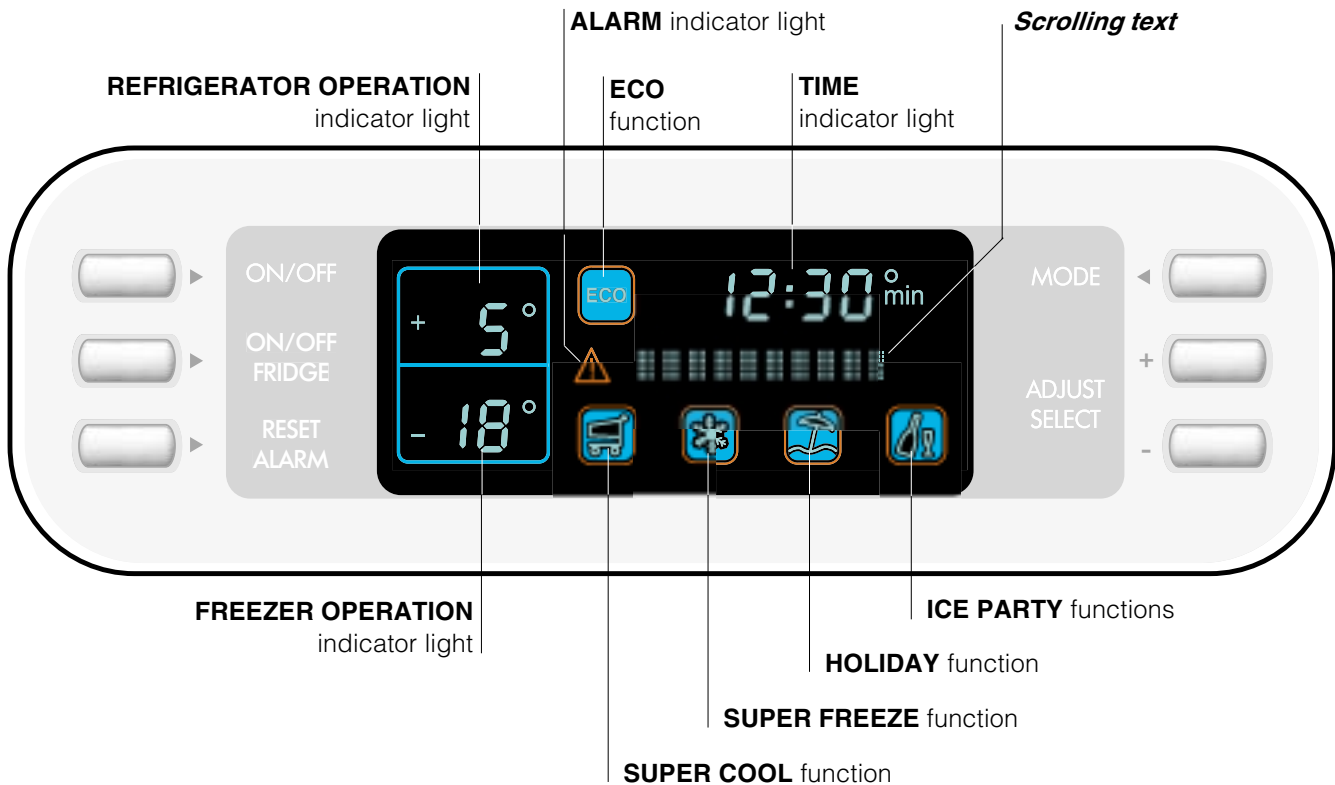 ALARM indicator light
Scrolling text
REFRIGERATOR OPERATION
indicator light
ECO
function
TIME
indicator light
ON/OFF
ON/OFF
FRIDGE
RESET
ALARM
+ 5°
- 18°
ECO
12:30 ° min
MODE
+
ADJUST
SELECT
-
FREEZER OPERATION
indicator light
ICE PARTY functions
HOLIDAY function
SUPER FREEZE function
SUPER COOL function